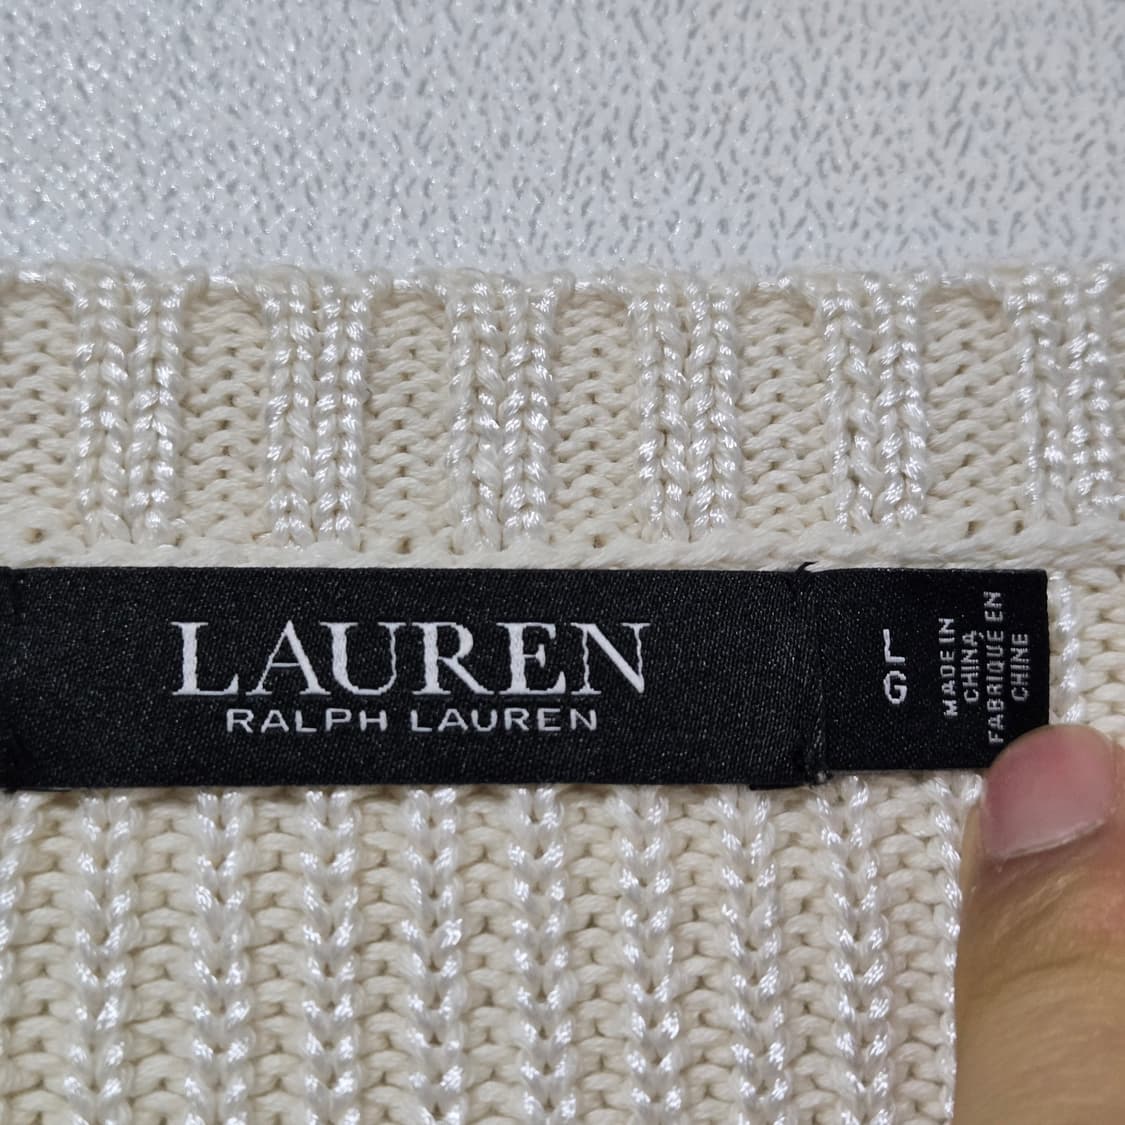 LAUREN
RALPH LAUREN
L
G
MADE IN
CHINA
FABRIQUÉ EN
CHINE